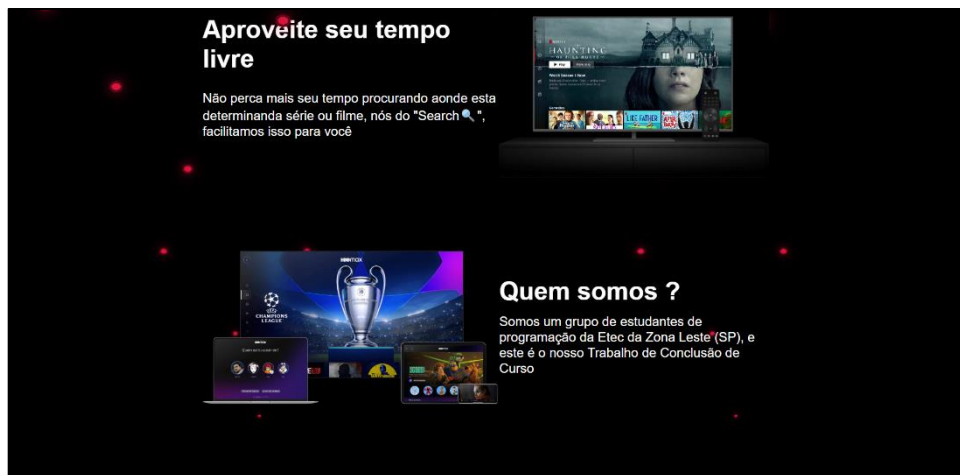 Aproveite seu tempo
livre
Não perca mais seu tempo procurando aonde esta
determinanda série ou filme, nós do "Search🔍",
facilitamos isso para você
HAUNTING
LIKE FATHER
CHAMPIONS
LEAGUE
Quem somos ?
Somos um grupo de estudantes de
programação da Etec da Zona Leste (SP), e
este é o nosso Trabalho de Conclusão de
Curso